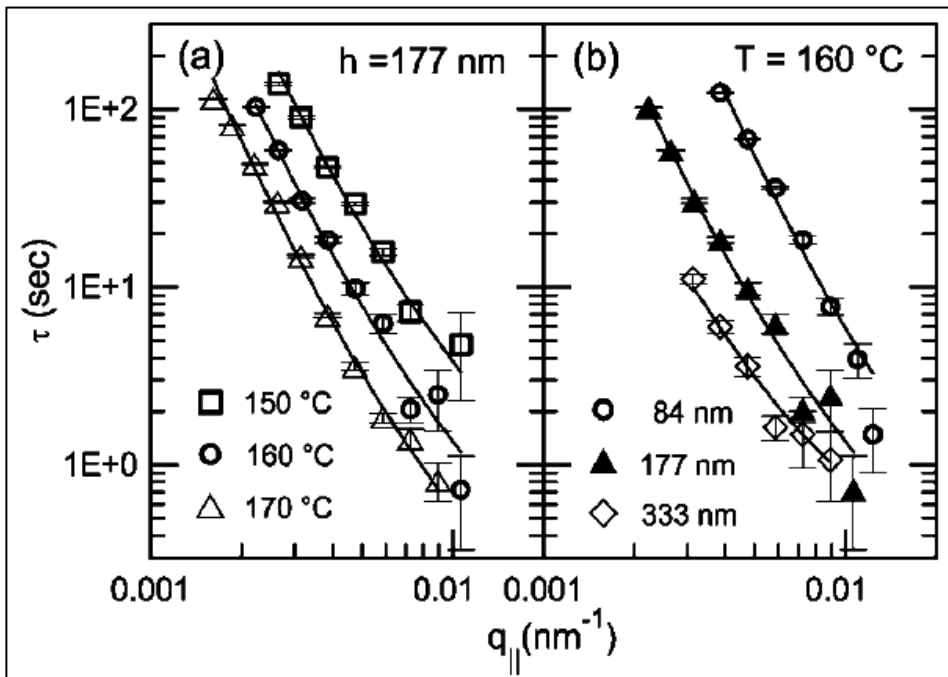 (a) h =177 nm
(b) T = 160 °C
1E+2
1E+1
1E+0
τ (sec)
150 °C
160 °C
170 °C
84 nm
177 nm
333 nm
0.001 0.01 0.001 0.01
q||(nm-1)